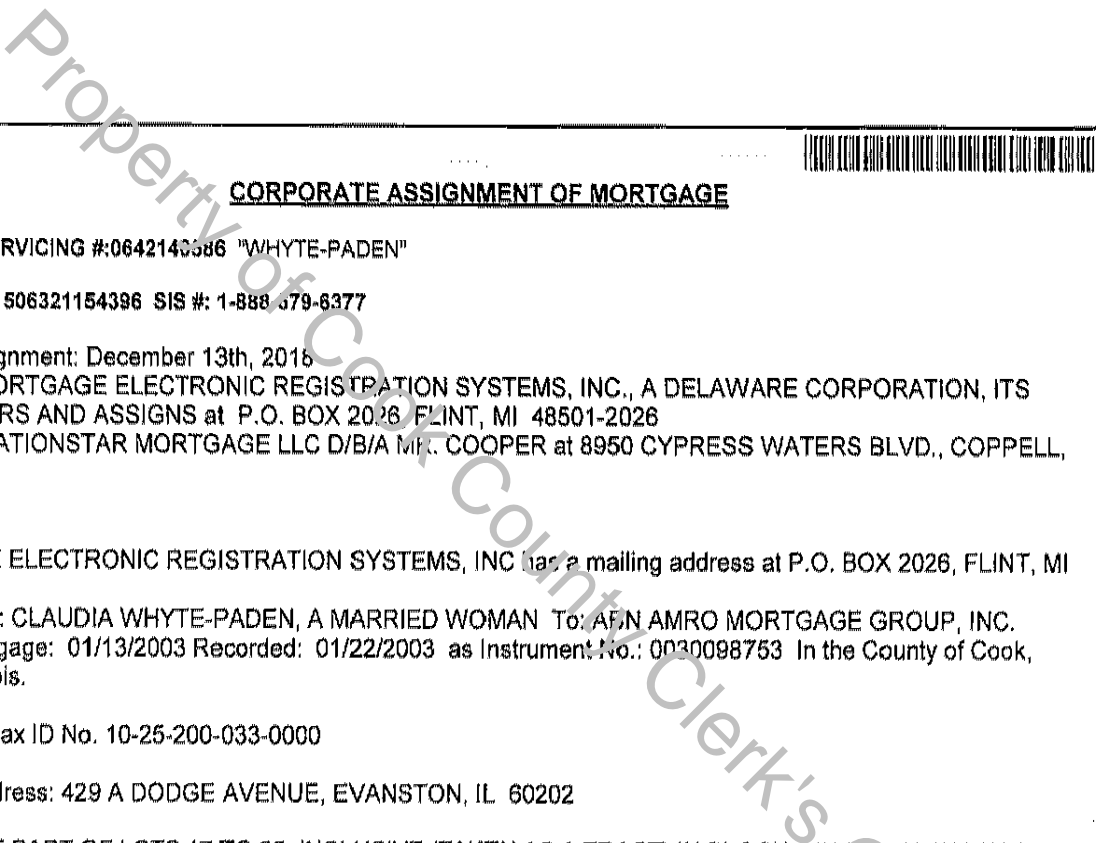 Property of Cook County Clerk's
CORPORATE ASSIGNMENT OF MORTGAGE
RVICING #: "WHYTE-PADEN"
506321154396 SIS #: 1-888
gnment: December 13th,
ORTGAGE ELECTRONIC REGISTRATION SYSTEMS, INC., A DELAWARE CORPORATION, ITS
RS AND ASSIGNS at P.O. BOX 2026, FLINT, MI 48501-2026
ATIONSTAR MORTGAGE LLC D/B/A MR. COOPER at 8950 CYPRESS WATERS BLVD., COPPELL,
E ELECTRONIC REGISTRATION SYSTEMS, INC has a mailing address at P.O. BOX 2026, FLINT, MI
: CLAUDIA WHYTE-PADEN, A MARRIED WOMAN To: ABN AMRO MORTGAGE GROUP, INC.
gage: 01/13/2003 Recorded: 01/22/2003 as Instrument No.: 0030098753 In the County of Cook,
ois.
ax ID No. 10-25-200-033-0000
dress: 429 A DODGE AVENUE, EVANSTON, IL 60202